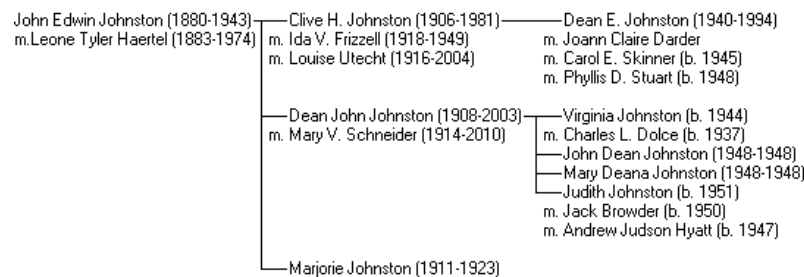 John Edwin Johnston (1880-1943)
m.Leone Tyler Haertel (1883-1974)
Clive H. Johnston (1906-1981)
m. Ida V. Frizzell (1918-1949)
m. Louise Utecht (1916-2004)
Dean E. Johnston (1940-1994)
m. Joann Claire Darder
m. Carol E. Skinner (b. 1945)
m. Phyllis D. Stuart (b. 1948)
Dean John Johnston (1908-2003)
m. Mary V. Schneider (1914-2010)
Virginia Johnston (b. 1944)
m. Charles L. Dolce (b. 1937)
John Dean Johnston (1948-1948)
Mary Deana Johnston (1948-1948)
Judith Johnston (b. 1951)
m. Jack Browder (b. 1950)
m. Andrew Judson Hyatt (b. 1947)
Marjorie Johnston (1911-1923)